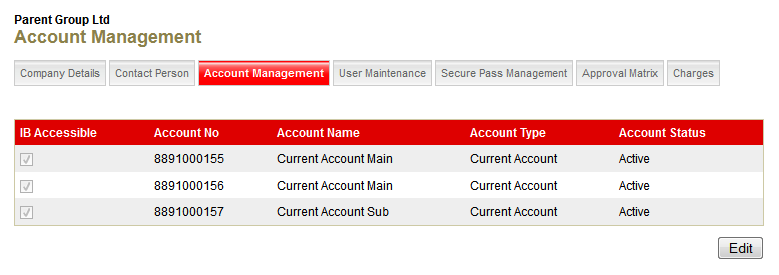 Parent Group Ltd
Account Management
Company Details Contact Person Account Management User Maintenance Secure Pass Management Approval Matrix Charges
IB Accessible Account No Account Name Account Type Account Status
8891000155 Current Account Main Current Account Active
8891000156 Current Account Main Current Account Active
8891000157 Current Account Sub Current Account Active
Edit